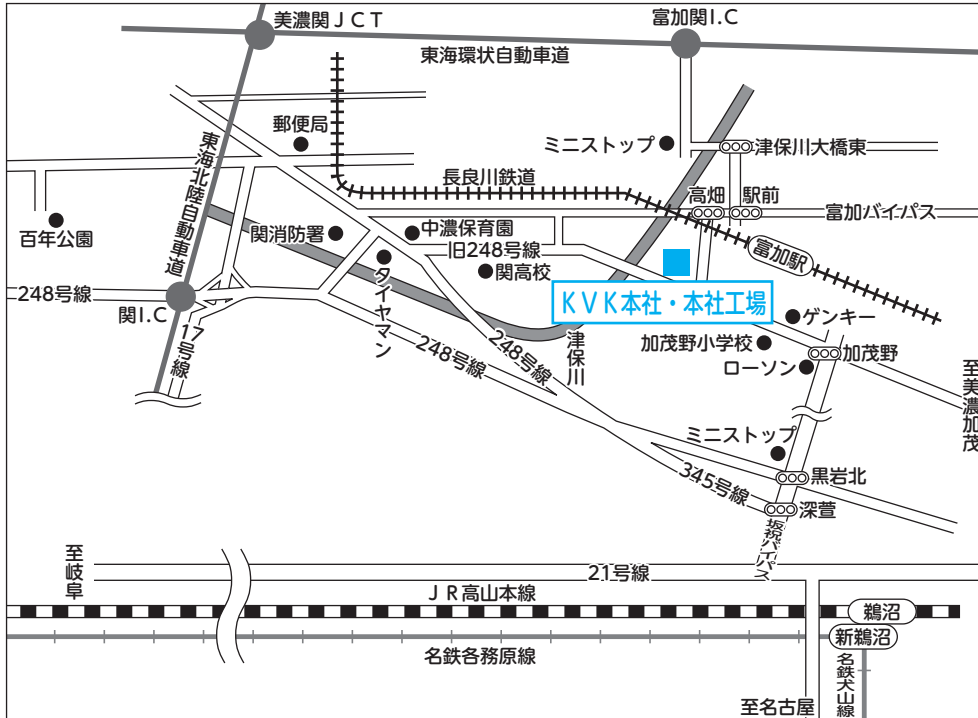 美濃関JCT
富加関I.C
東海環状自動車道
郵便局
ミニストップ
津保川大橋東
東海北陸自動車道
長良川鉄道
高畑
駅前
富加バイパス
百年公園
関消防署
中濃保育園
旧248号線
関高校
富加駅
タイヤマン
248号線
関I.C
KVK本社・本社工場
ゲンキー
17号線
248号線
248号線
津保川
加茂野小学校
加茂野
ローソン
至美濃加茂
ミニストップ
345号線
黒岩北
深萱
坂祝バイパス
至岐阜
21号線
JR高山本線
鵜沼
新鵜沼
名鉄各務原線
名鉄犬山線
至名古屋